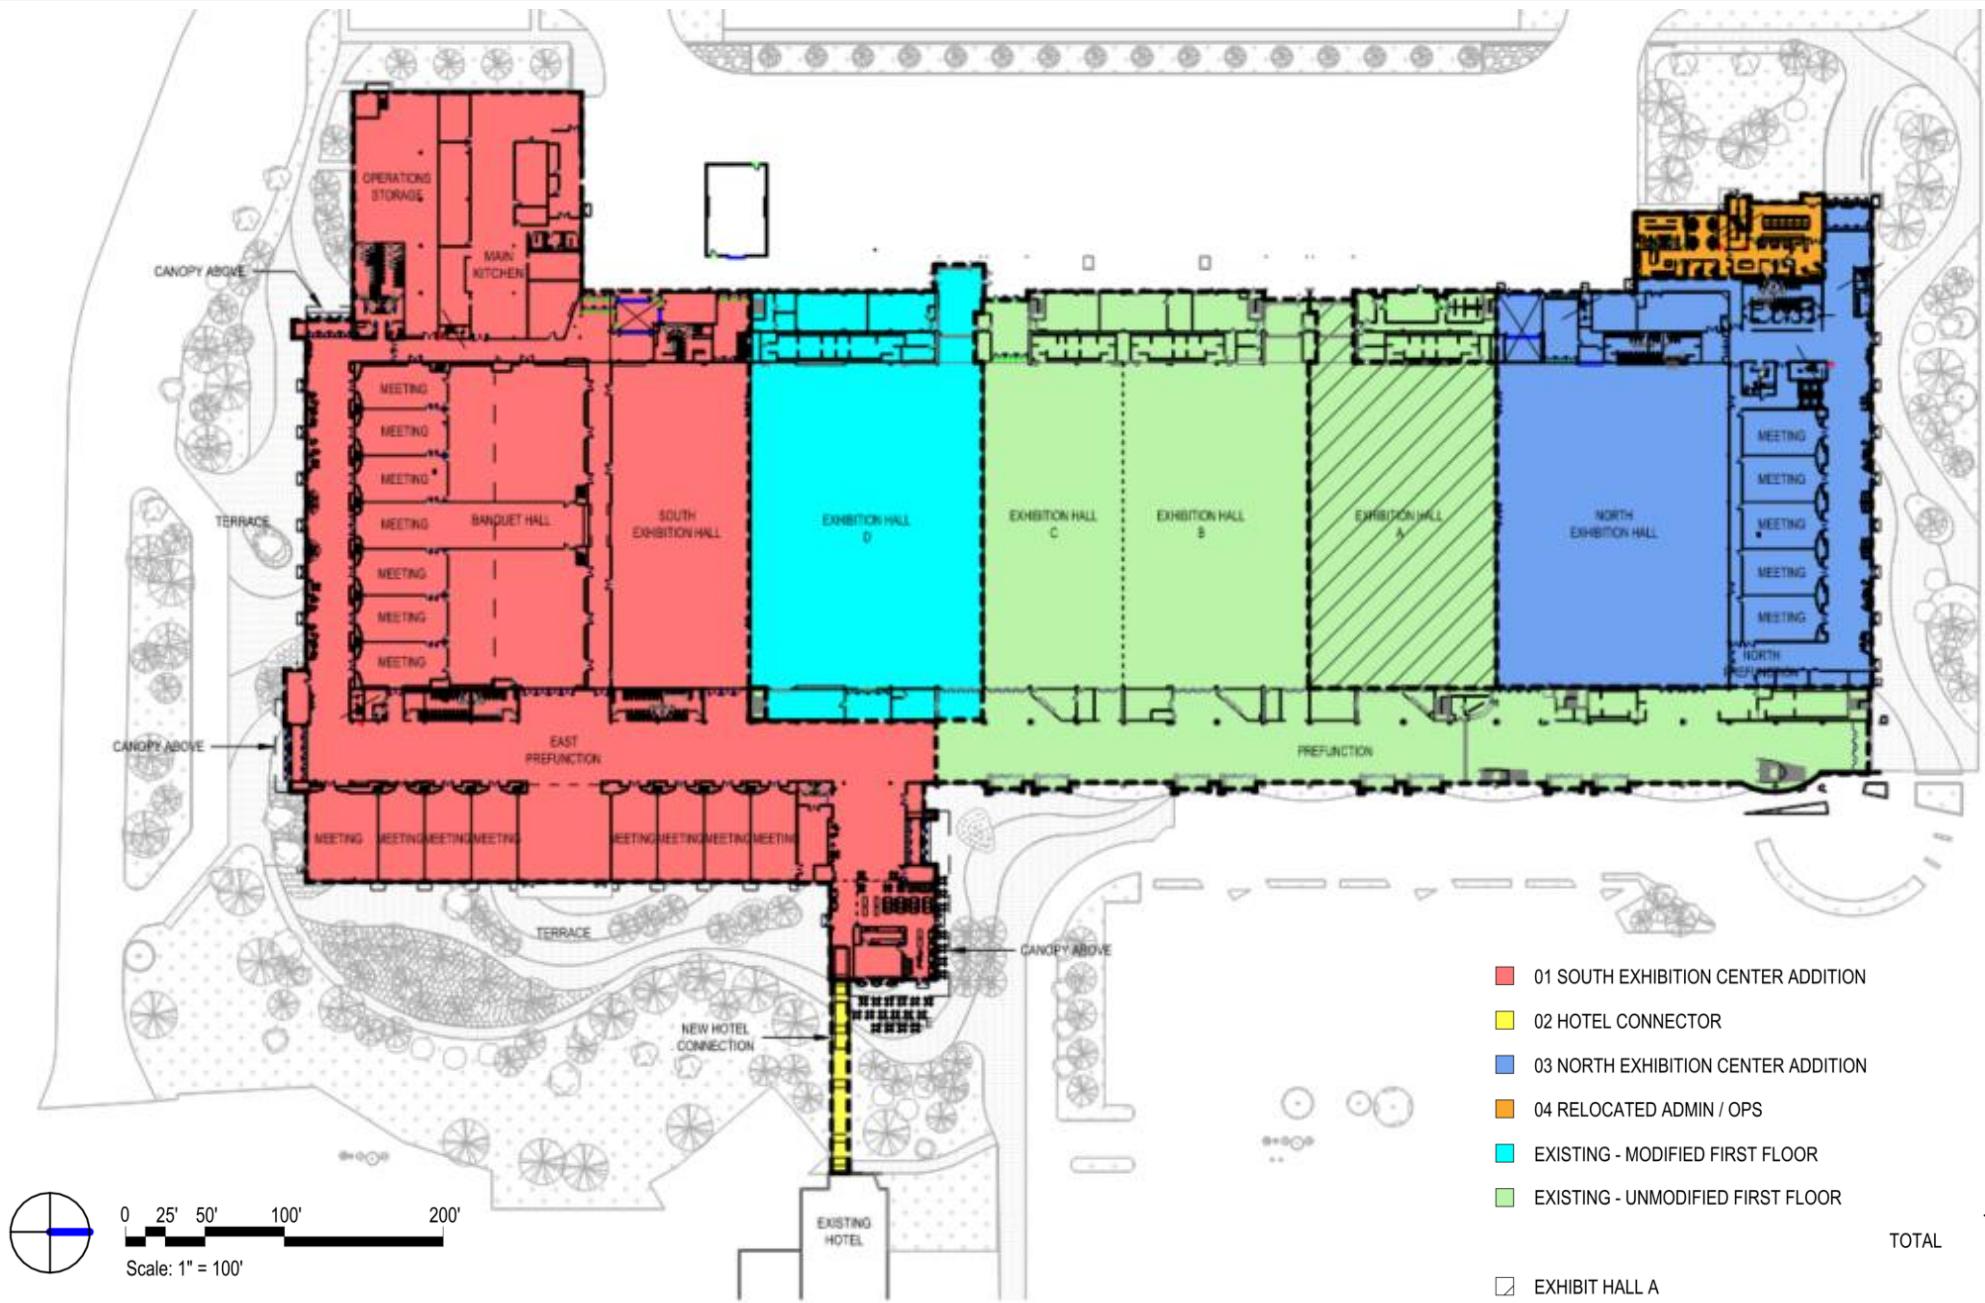 OPERATIONS
STORAGE
MAIN
KITCHEN
CANOPY ABOVE
MEETING
MEETING
MEETING
MEETING
MEETING
MEETING
MEETING
BANQUET HALL
TERRACE
SOUTH
EXHIBITION HALL
EXHIBITION HALL
D
EXHIBITION HALL
C
EXHIBITION HALL
B
EXHIBITION HALL
A
NORTH
EXHIBITION HALL
MEETING
MEETING
MEETING
MEETING
MEETING
NORTH
PREFUNCTION
CANOPY ABOVE
EAST
PREFUNCTION
PREFUNCTION
MEETING
MEETING
MEETING
MEETING
MEETING
MEETING
MEETING
MEETING
TERRACE
CANOPY ABOVE
NEW HOTEL
CONNECTION
EXISTING
HOTEL
01 SOUTH EXHIBITION CENTER ADDITION
02 HOTEL CONNECTOR
03 NORTH EXHIBITION CENTER ADDITION
04 RELOCATED ADMIN / OPS
EXISTING - MODIFIED FIRST FLOOR
EXISTING - UNMODIFIED FIRST FLOOR
TOTAL
EXHIBIT HALL A
0 25' 50' 100' 200'
Scale: 1" = 100'